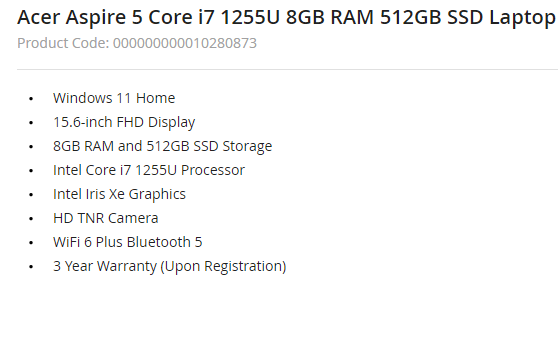 Acer Aspire 5 Core i7 1255U 8GB RAM 512GB SSD Laptop
Product Code: 000000000010280873
• Windows 11 Home
• 15.6-inch FHD Display
• 8GB RAM and 512GB SSD Storage
• Intel Core i7 1255U Processor
• Intel Iris Xe Graphics
• HD TNR Camera
• WiFi 6 Plus Bluetooth 5
• 3 Year Warranty (Upon Registration)